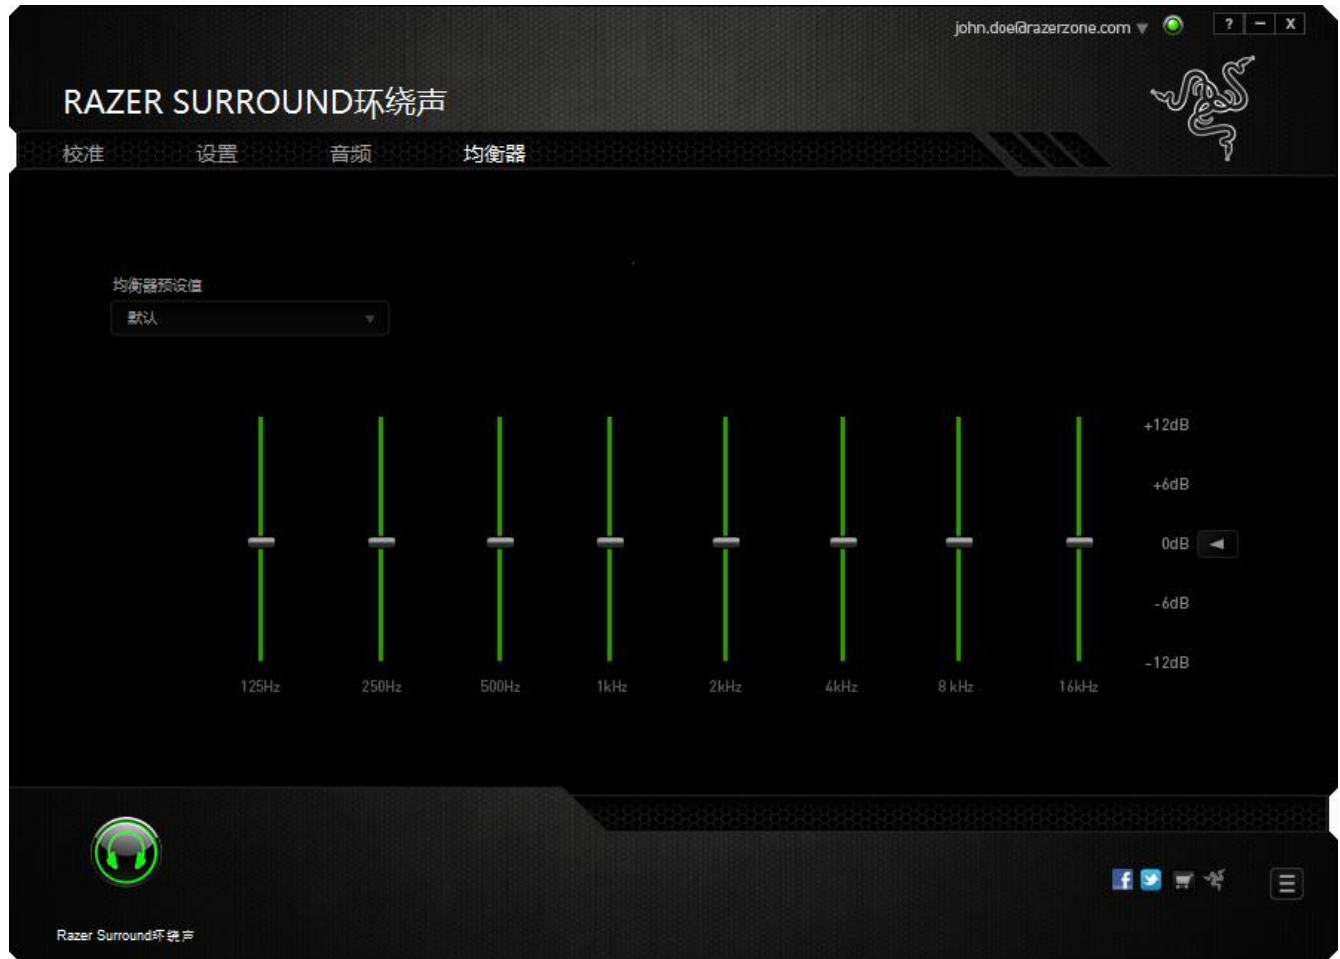 john.doe@razerzone.com
? – X
RAZER SURROUND环绕声
校准 设置 音频 均衡器
均衡器预设值
默认
+12dB
+6dB
0dB
-6dB
-12dB
125Hz 250Hz 500Hz 1kHz 2kHz 4kHz 8 kHz 16kHz
Razer Surround环绕声